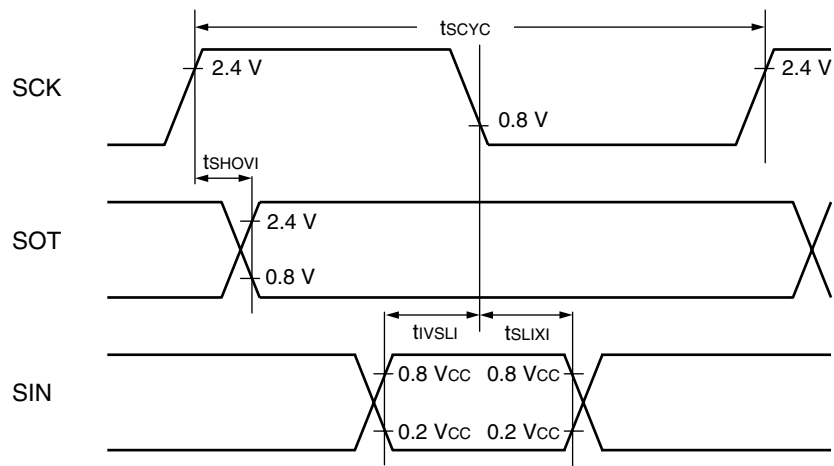 tSCYC
SCK
2.4 V
2.4 V
0.8 V
tSHOVI
SOT
2.4 V
0.8 V
tIVSLI
tSLIXI
SIN
0.8 VCC
0.8 VCC
0.2 VCC
0.2 VCC